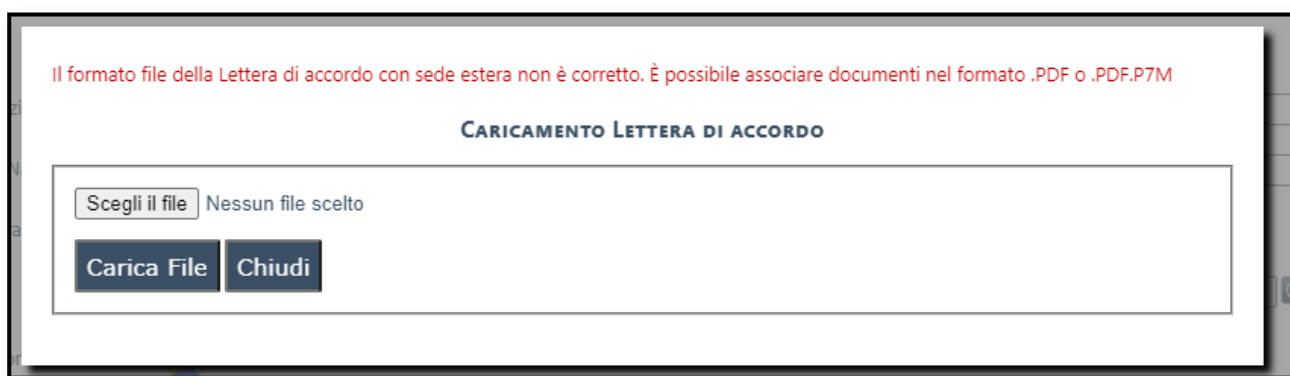 Il formato file della Lettera di accordo con sede estera non è corretto. È possibile associare documenti nel formato .PDF o .PDF.P7M
Caricamento Lettera di accordo
Scegli il file Nessun file scelto
Carica File Chiudi